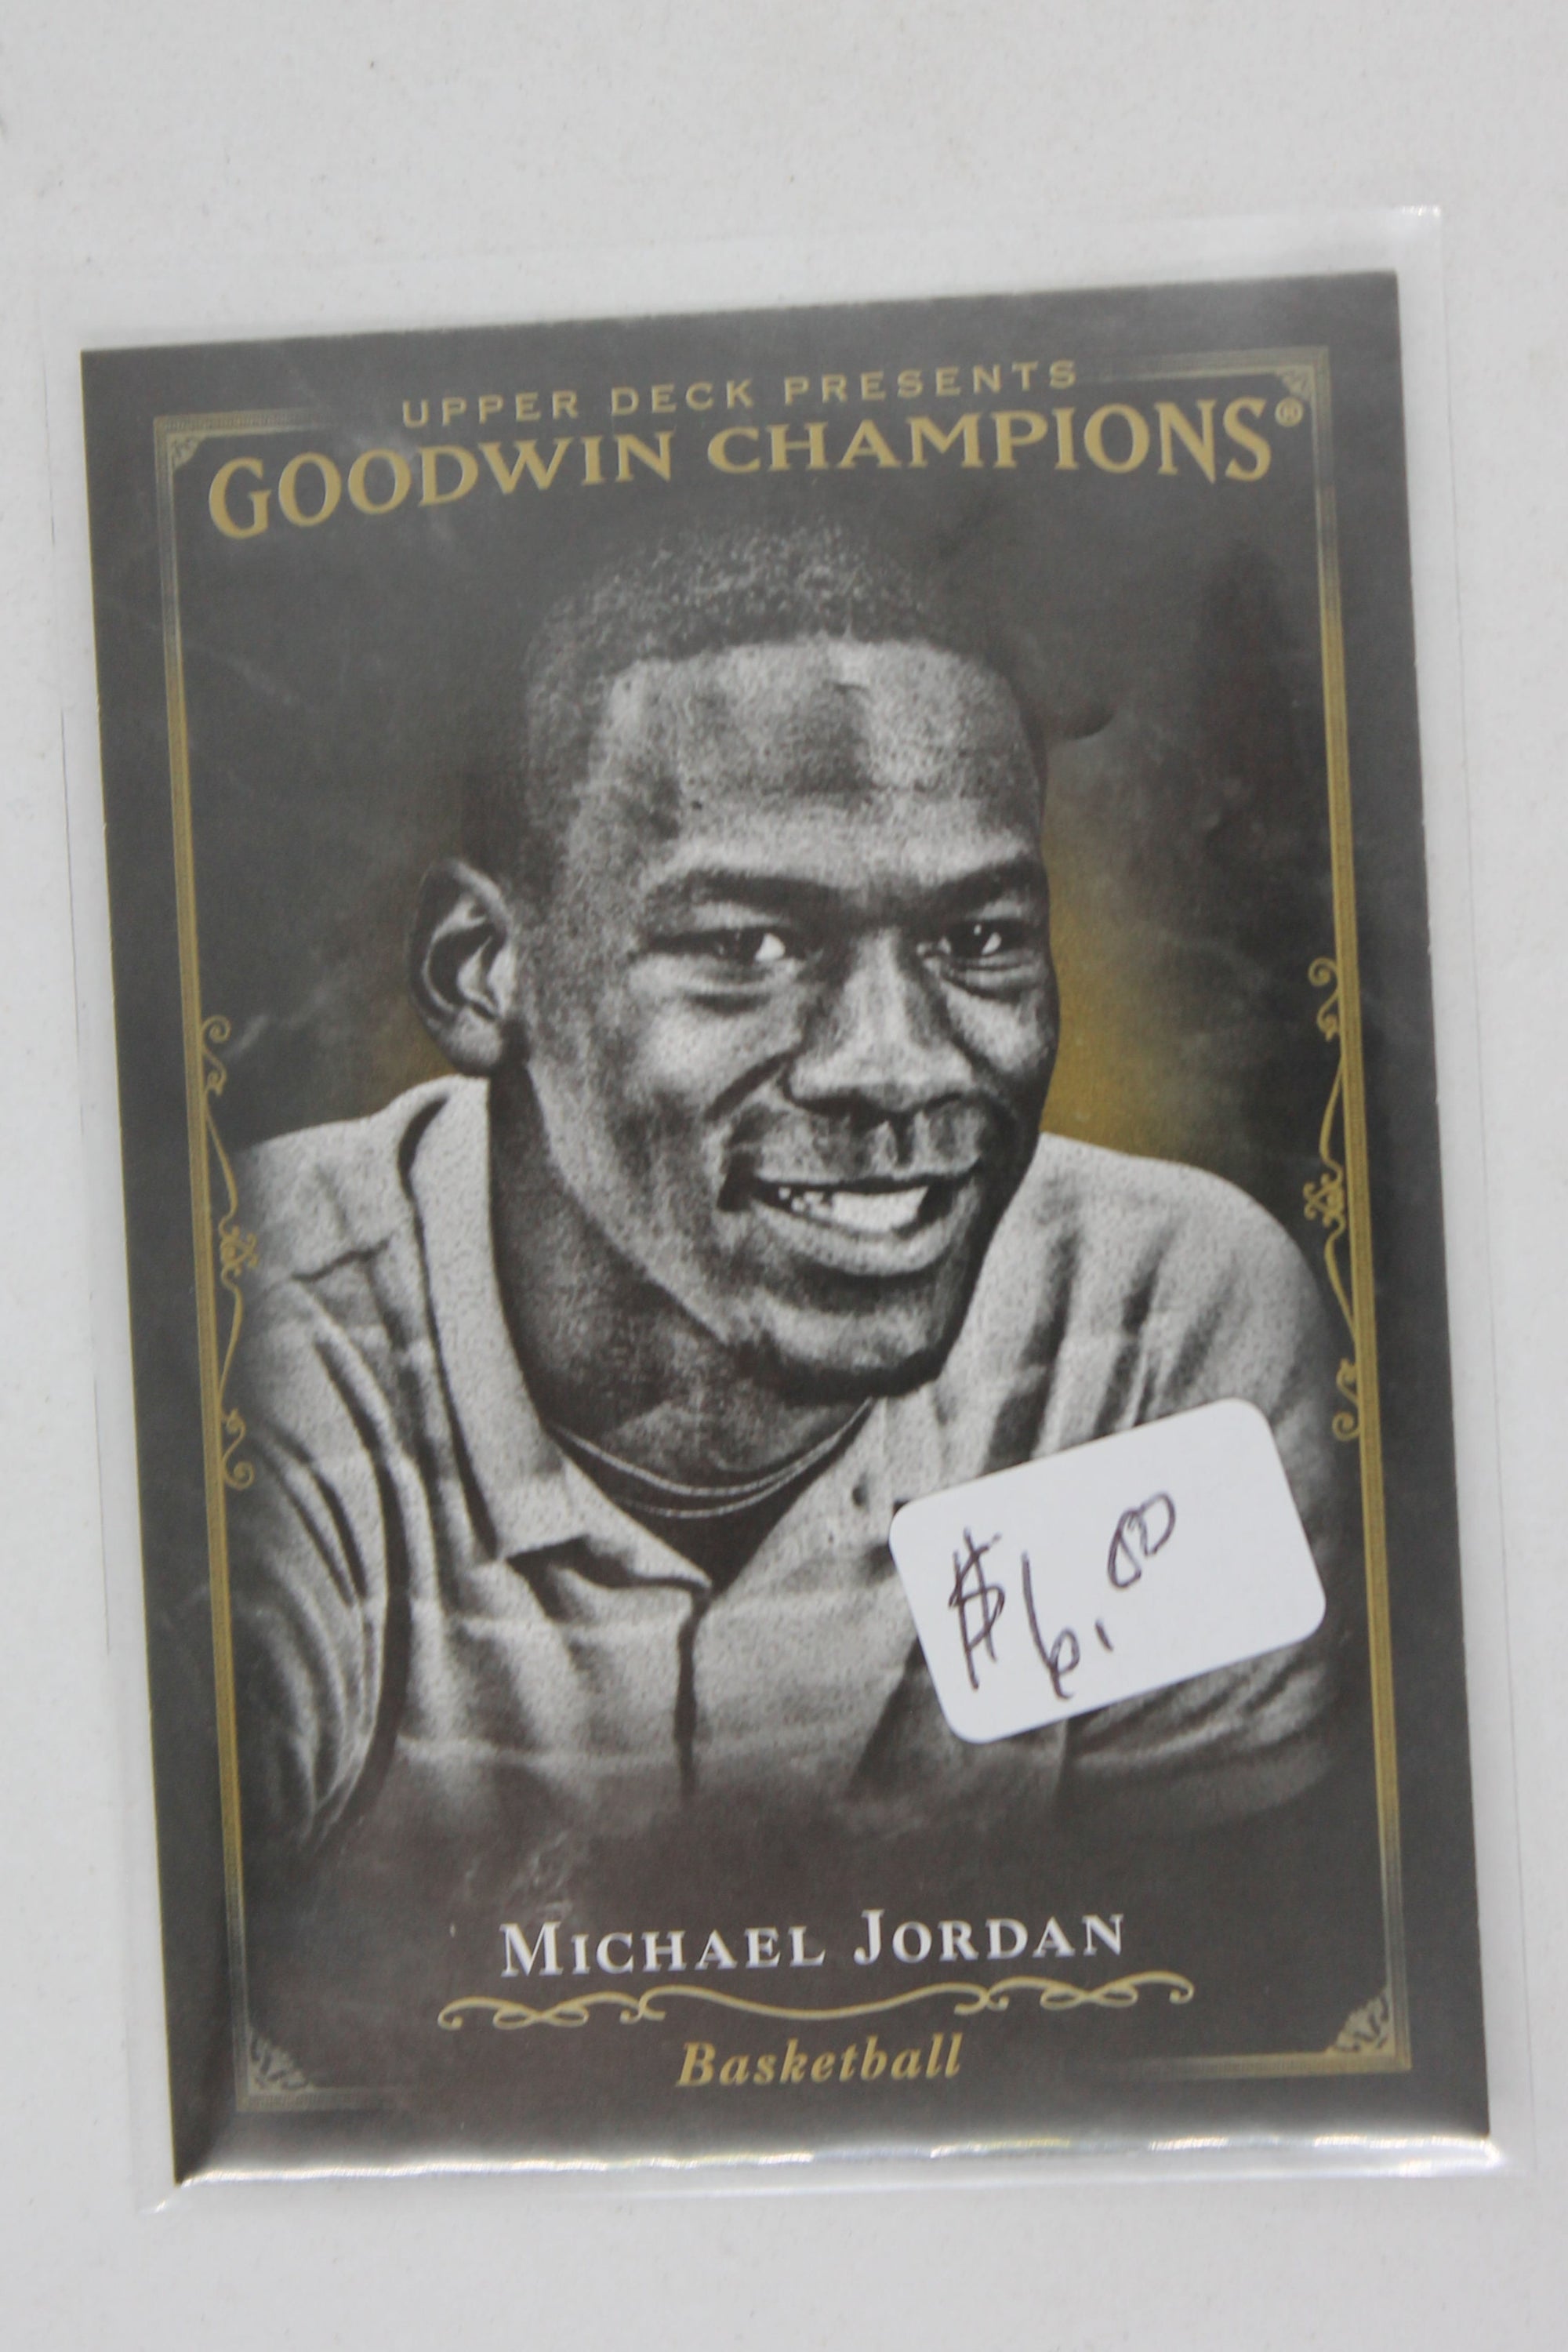 UPPER DECK PRESENTS
GOODWIN CHAMPIONS®
$6.00
MICHAEL JORDAN
Basketball